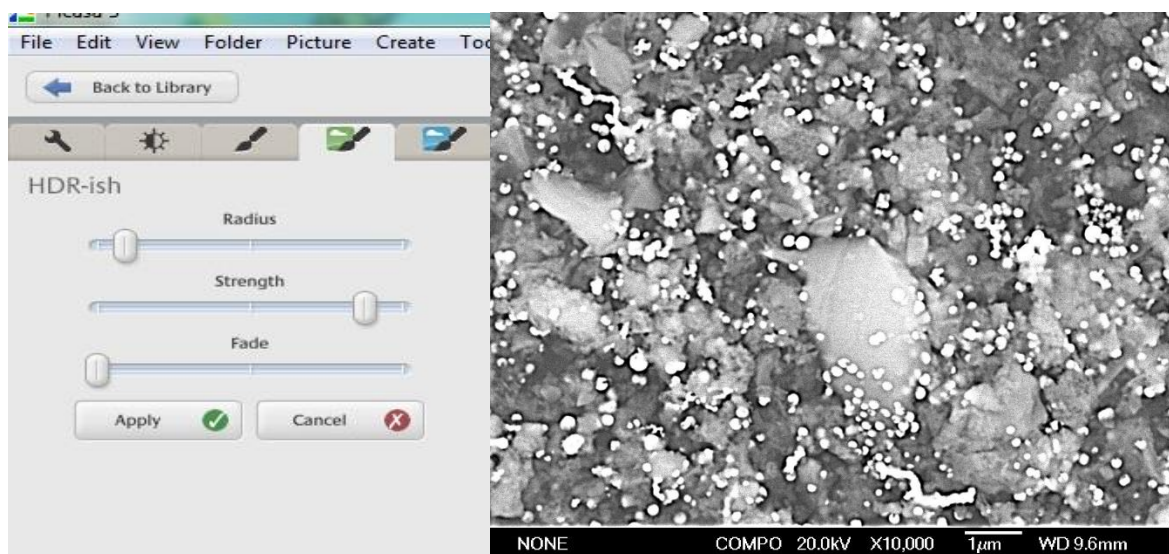 File Edit View Folder Picture Create
Back to Library
HDR-ish
Radius
Strength
Fade
Apply Cancel
NONE COMPO 20.0kV X10,000 1µm WD 9.6mm